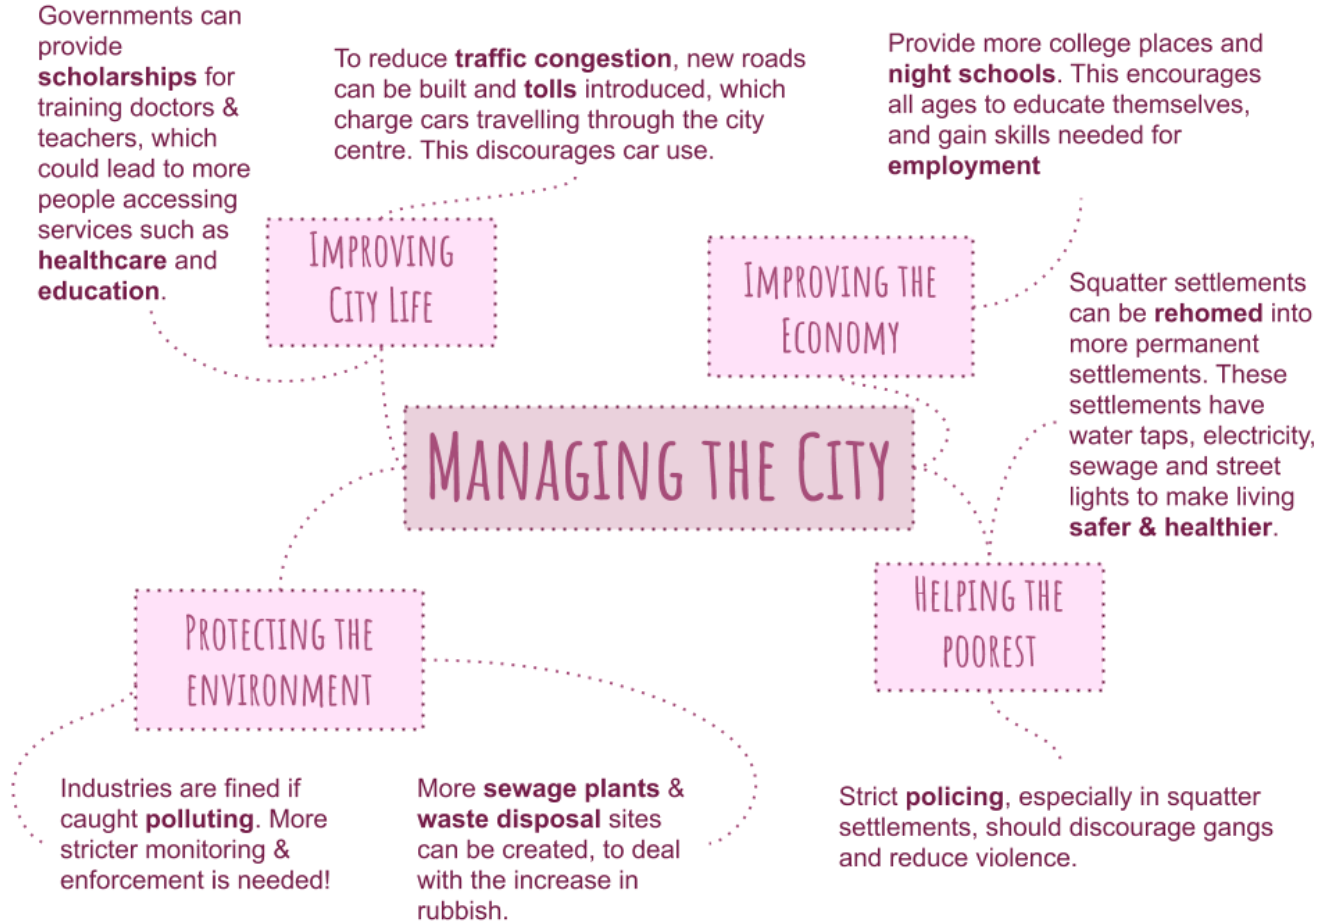 Governments can
provide
scholarships for
training doctors &
teachers, which
could lead to more
people accessing
services such as
healthcare and
education.
To reduce traffic congestion, new roads
can be built and tolls introduced, which
charge cars travelling through the city
centre. This discourages car use.
Provide more college places and
night schools. This encourages
all ages to educate themselves,
and gain skills needed for
employment
IMPROVING
CITY LIFE
IMPROVING THE
ECONOMY
Squatter settlements
can be rehomed into
more permanent
settlements. These
settlements have
water taps, electricity,
sewage and street
lights to make living
safer & healthier.
MANAGING THE CITY
PROTECTING THE
ENVIRONMENT
HELPING THE
POOREST
Industries are fined if
caught polluting. More
stricter monitoring &
enforcement is needed!
More sewage plants &
waste disposal sites
can be created, to deal
with the increase in
rubbish.
Strict policing, especially in squatter
settlements, should discourage gangs
and reduce violence.